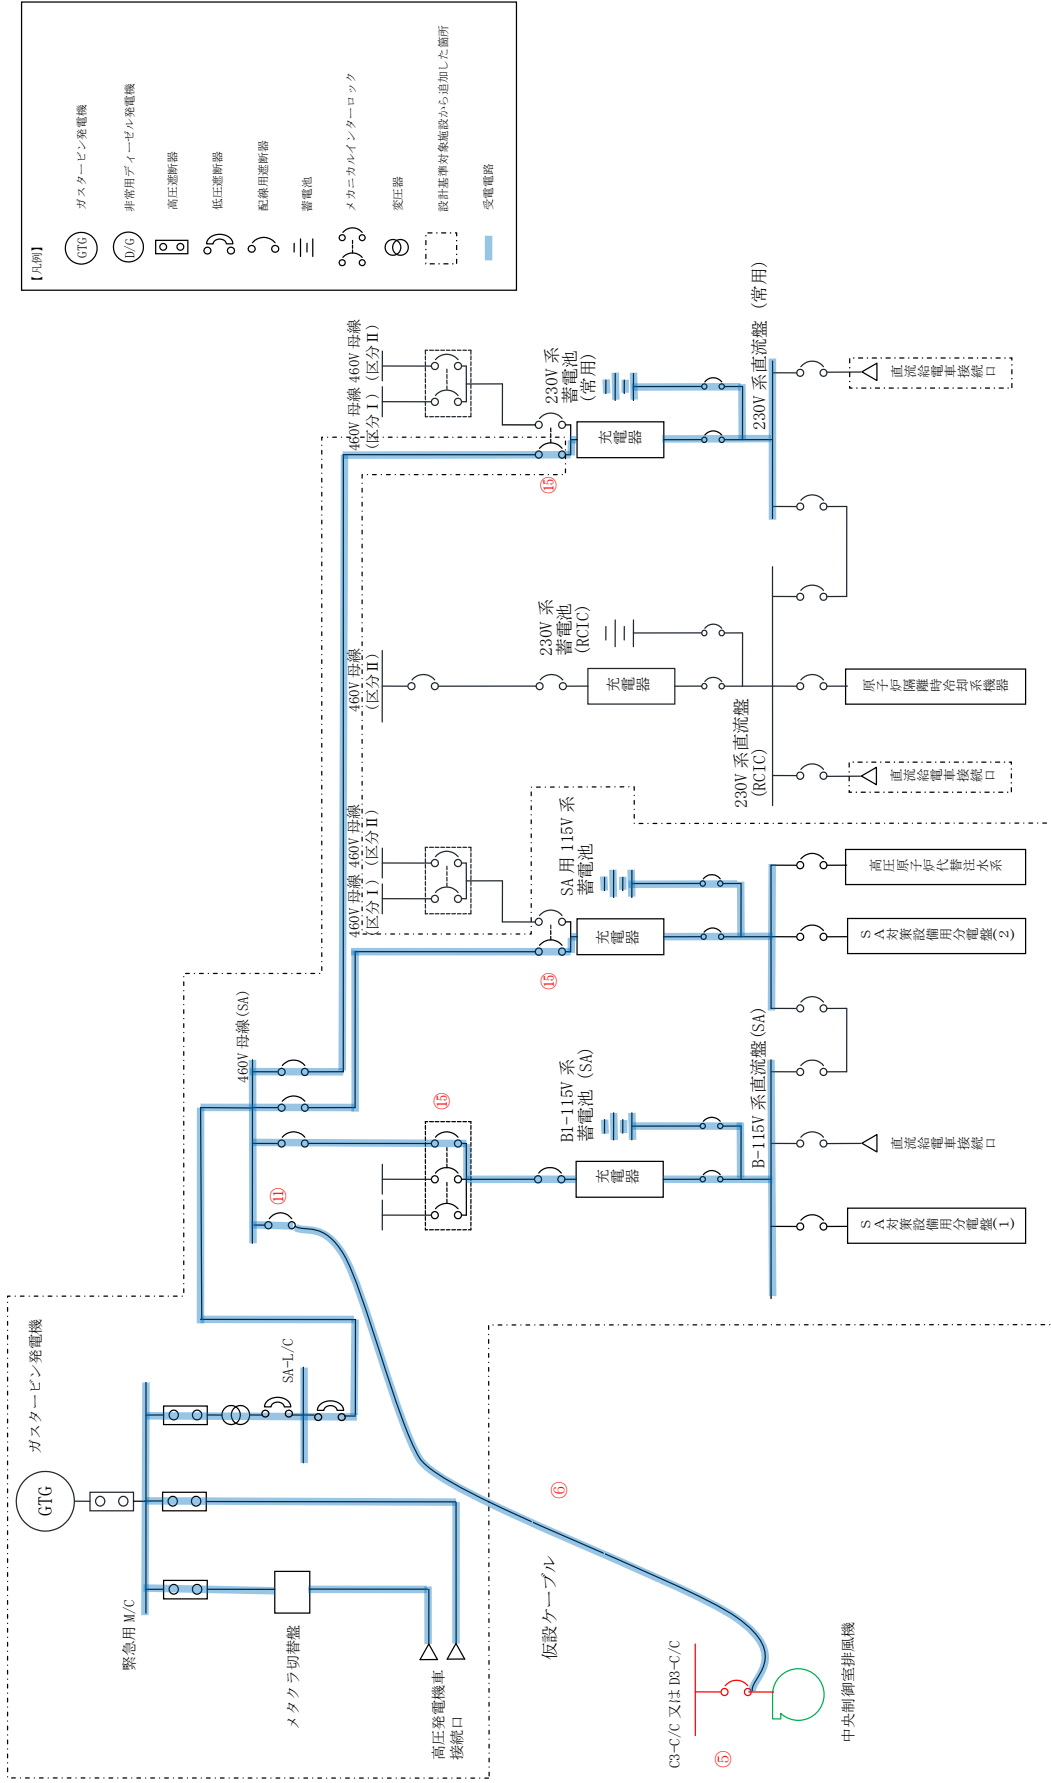 【凡例】
GTG
ガスタービン発電機
D/G
非常用ディーゼル発電機
高圧遮断器
低圧遮断器
配線用遮断器
蓄電池
メカニカルインターロック
変圧器
設計基準対象施設から追加した箇所
受電電路
ガスタービン発電機
GTG
緊急用 M/C
SA-L/C
メタクラ切替盤
高圧発電機車
接続口
460V 母線(SA)
⑪
⑮
B1-115V 系
蓄電池 (SA)
充電器
B-115V 系直流盤(SA)
SA対策設備用分電盤(1)
直流給電車接続口
460V 母線
(区分Ⅰ)
460V 母線
(区分Ⅱ)
⑮
SA 用 115V 系
蓄電池
充電器
SA対策設備用分電盤(2)
高圧原子炉代替注水系
460V 母線
(区分Ⅱ)
230V 系
蓄電池
(RCIC)
充電器
230V 系直流盤
(RCIC)
直流給電車接続口
原子炉隔離時冷却系機器
460V 母線
(区分Ⅰ)
460V 母線
(区分Ⅱ)
⑮
230V 系
蓄電池
(常用)
充電器
230V 系直流盤 (常用)
直流給電車接続口
⑥
仮設ケーブル
C3-C/C 又は D3-C/C
⑤
中央制御室排風機